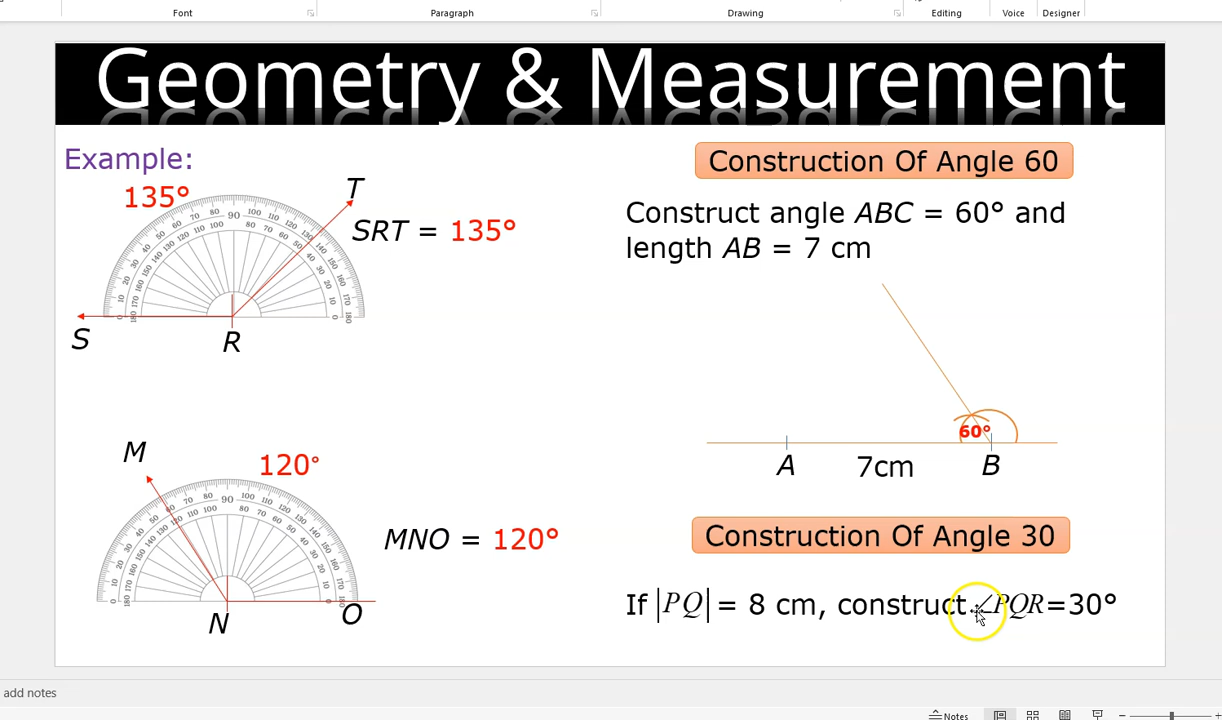 Font Paragraph Drawing Editing Voice Designer
Geometry & Measurement
Example:
135°
T
SRT = 135°
S
R
M
120°
MNO = 120°
N
O
Construction Of Angle 60
Construct angle ABC = 60° and
length AB = 7 cm
60°
A 7cm B
Construction Of Angle 30
If |PQ| = 8 cm, construct ∠PQR=30°
add notes
Notes